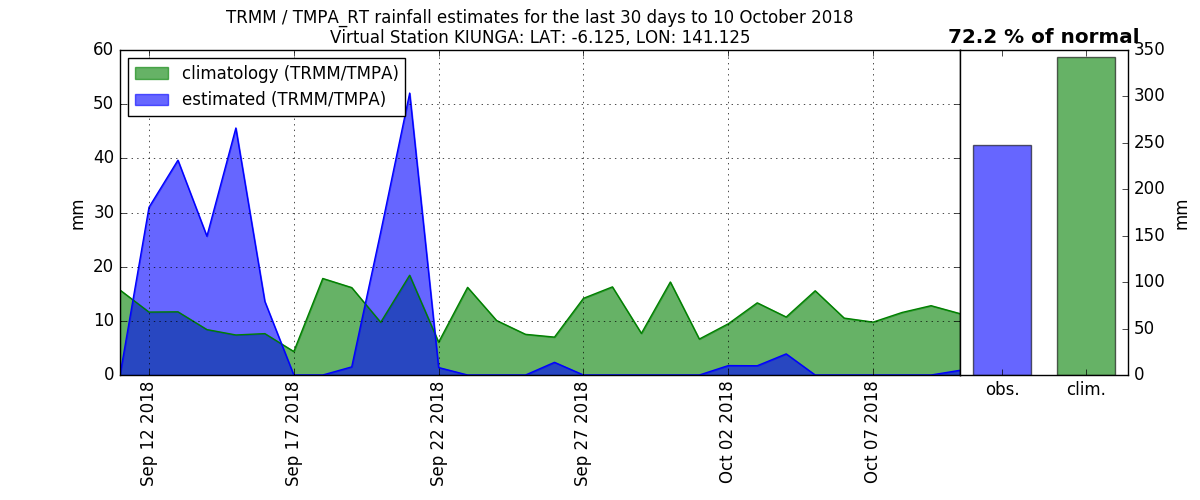 TRMM / TMPA_RT rainfall estimates for the last 30 days to 10 October 2018
Virtual Station KIUNGA: LAT: -6.125, LON: 141.125
72.2 % of normal
climatology (TRMM/TMPA)
estimated (TRMM/TMPA)
60
50
40
30
20
10
0
mm
350
300
250
200
150
100
50
0
mm
Sep 12 2018
Sep 17 2018
Sep 22 2018
Sep 27 2018
Oct 02 2018
Oct 07 2018
obs.
clim.